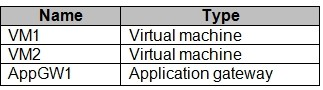 Name Type
VM1 Virtual machine
VM2 Virtual machine
AppGW1 Application gateway